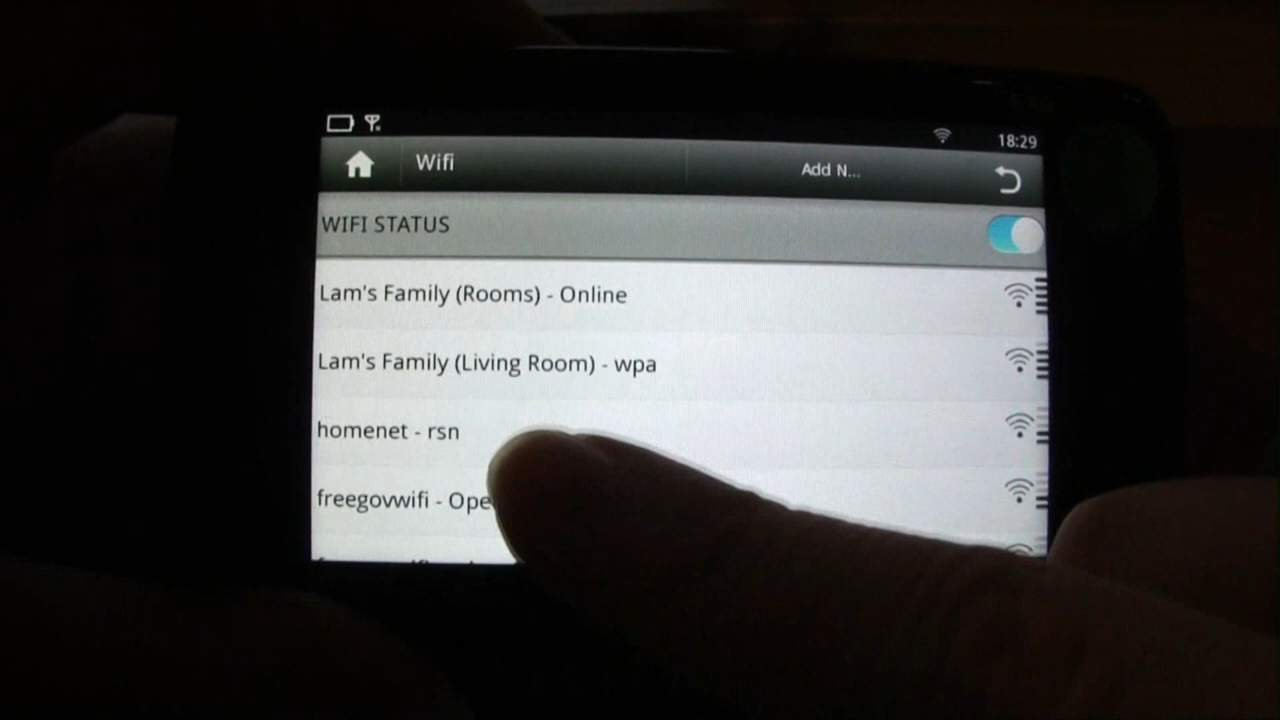 18:29
Wifi
Add N...
WIFI STATUS
Lam's Family (Rooms) - Online
Lam's Family (Living Room) - wpa
homenet - rsn
freegovwifi - Ope